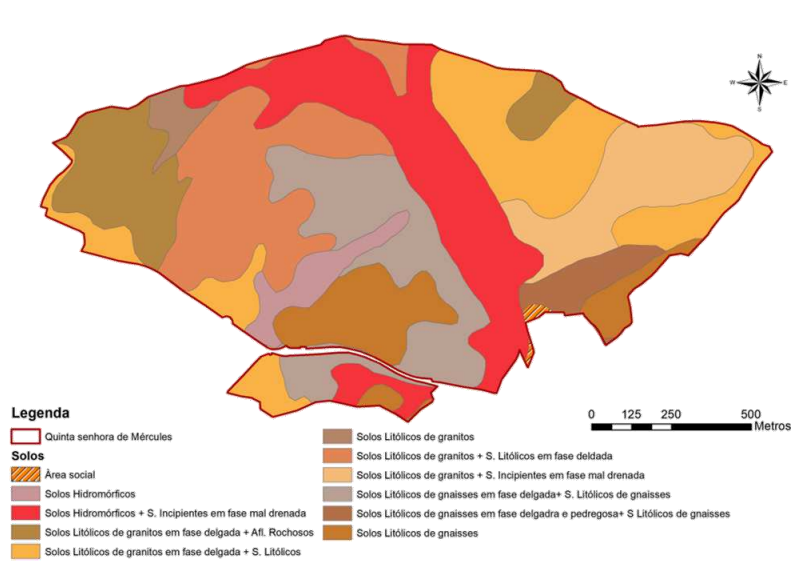 N
W E
S
Legenda
Quinta senhora de Mércules
Solos
Àrea social
Solos Hidromórficos
Solos Hidromórficos + S. Incipientes em fase mal drenada
Solos Litólicos de granitos em fase delgada + Afl. Rochosos
Solos Litólicos de granitos em fase delgada + S. Litólicos
Solos Litólicos de granitos
Solos Litólicos de granitos + S. Litólicos em fase deldada
Solos Litólicos de granitos + S. Incipientes em fase mal drenada
Solos Litólicos de gnaisses em fase delgada+ S. Litólicos de gnaisses
Solos Litólicos de gnaisses em fase delgadra e pedregosa+ S Litólicos de gnaisses
Solos Litólicos de gnaisses
0 125 250 500
Metros